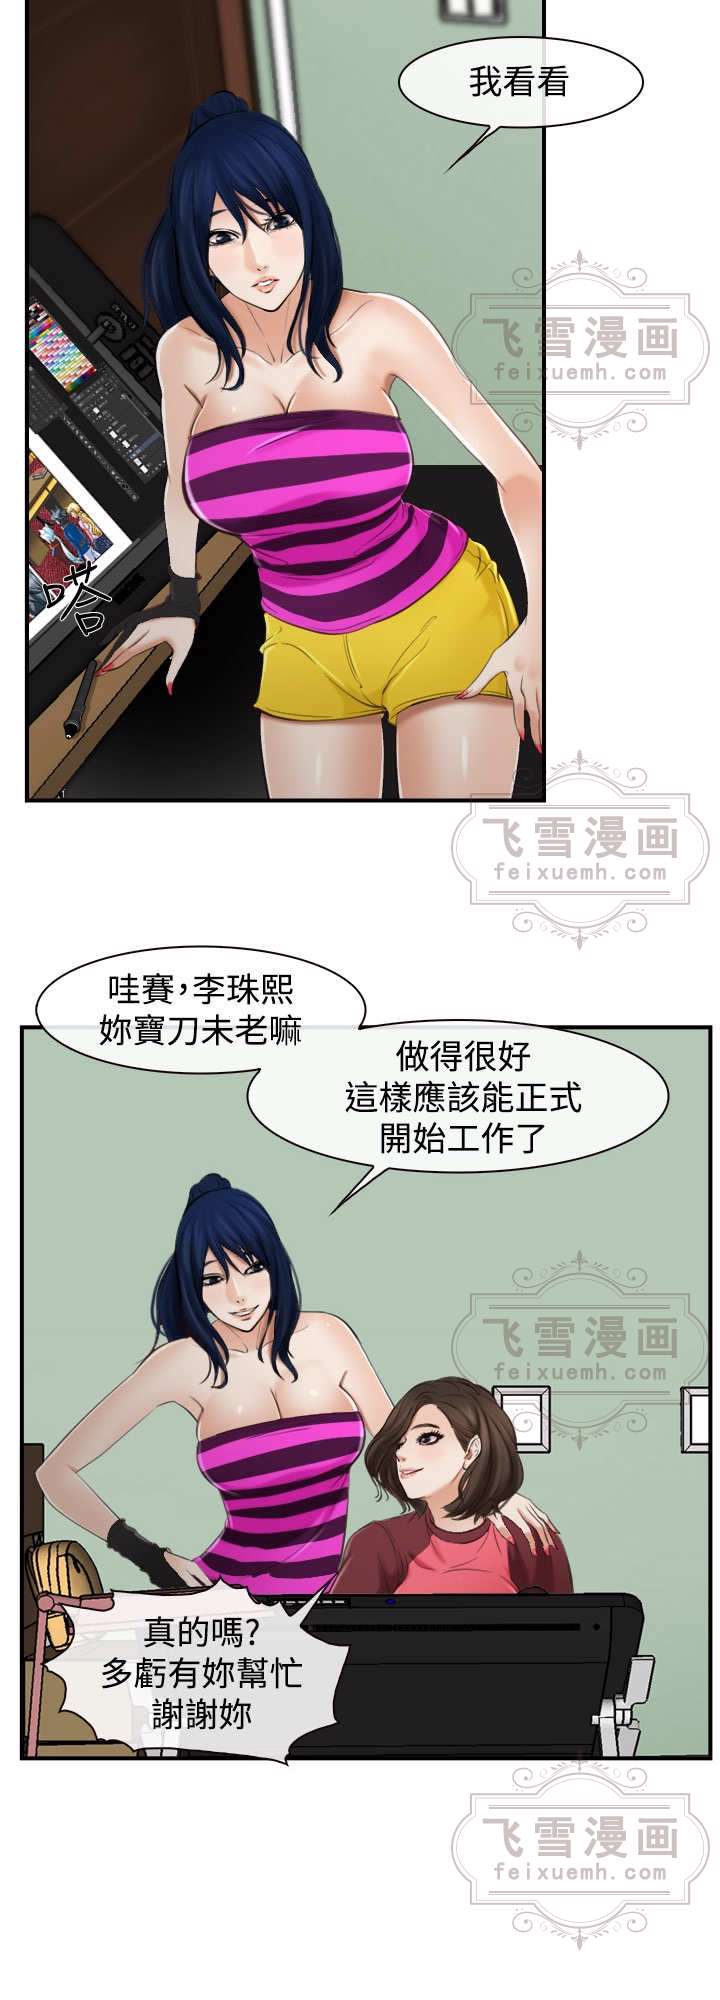 我看看
飞雪漫画
feixuemh.com
嗒
飞雪漫画
feixuemh.com
哇賽,李珠熙
妳寶刀未老嘛
做得很好
這樣應該能正式
開始工作了
飞雪漫画
feixuemh.com
真的嗎?
多虧有妳幫忙
謝謝妳
飞雪漫画
feixuemh.com